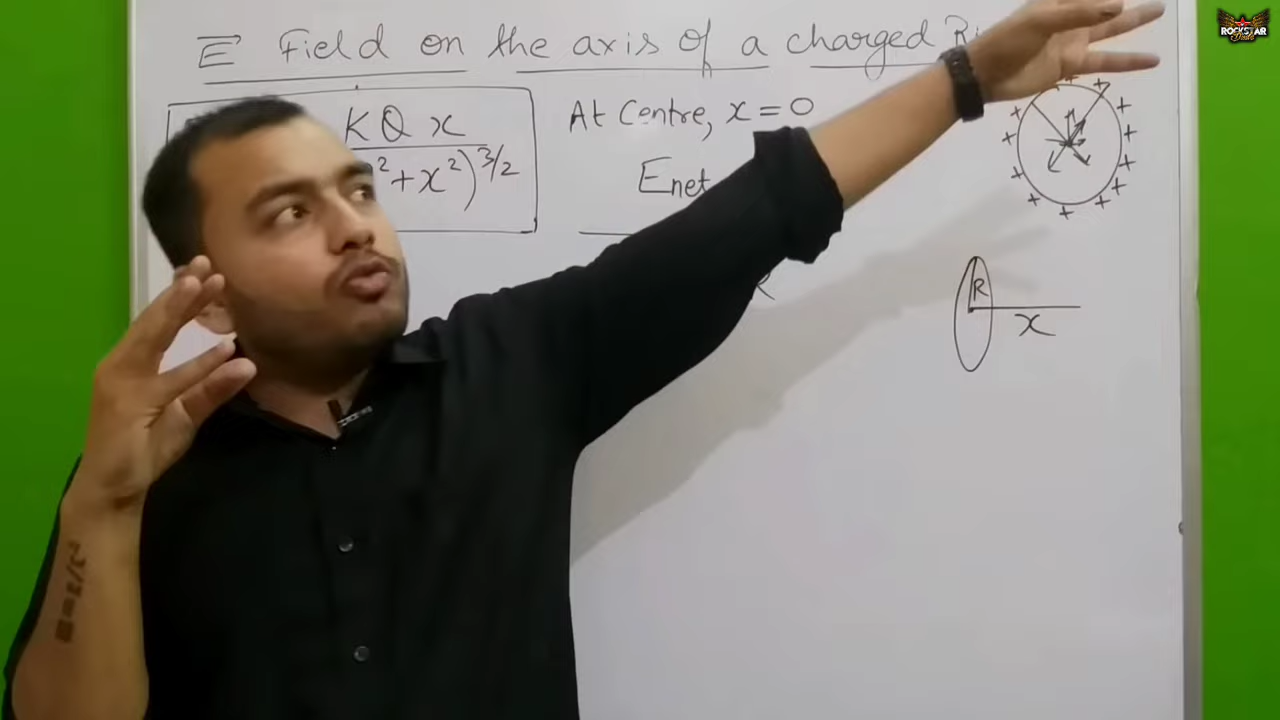 E Field on the axis of a charged Ri
ROCKSTAR
KQx
² + x²)^3/2
At Centre, x = 0
Enet
+ + + + + + + + + + + +
R
x